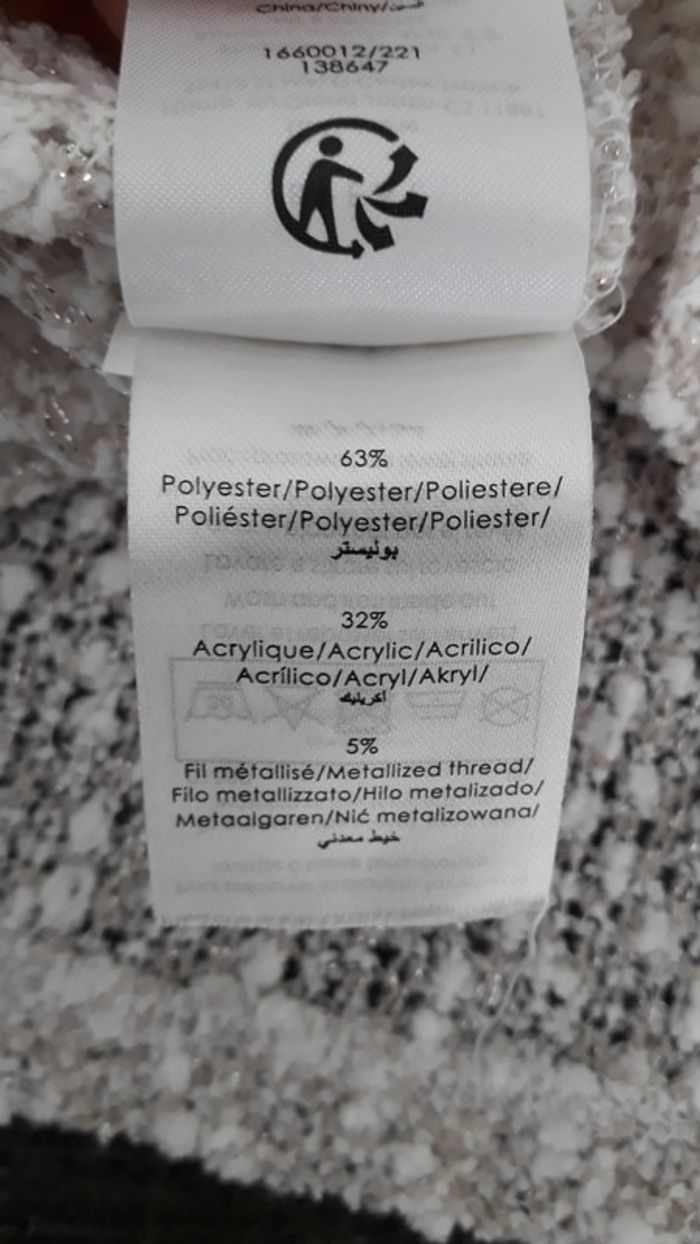 China/Chiny/الصين
1660012/221
138647
63%
Polyester/Polyester/Poliestere/
Poliéster/Polyester/Poliester/
بوليستر
32%
Acrylique/Acrylic/Acrilico/
Acrílico/Acryl/Akryl/
أكريليك
5%
Fil métallisé/Metallized thread/
Filo metallizzato/Hilo metalizado/
Metaalgaren/Nić metalizowana/
خيط معدني